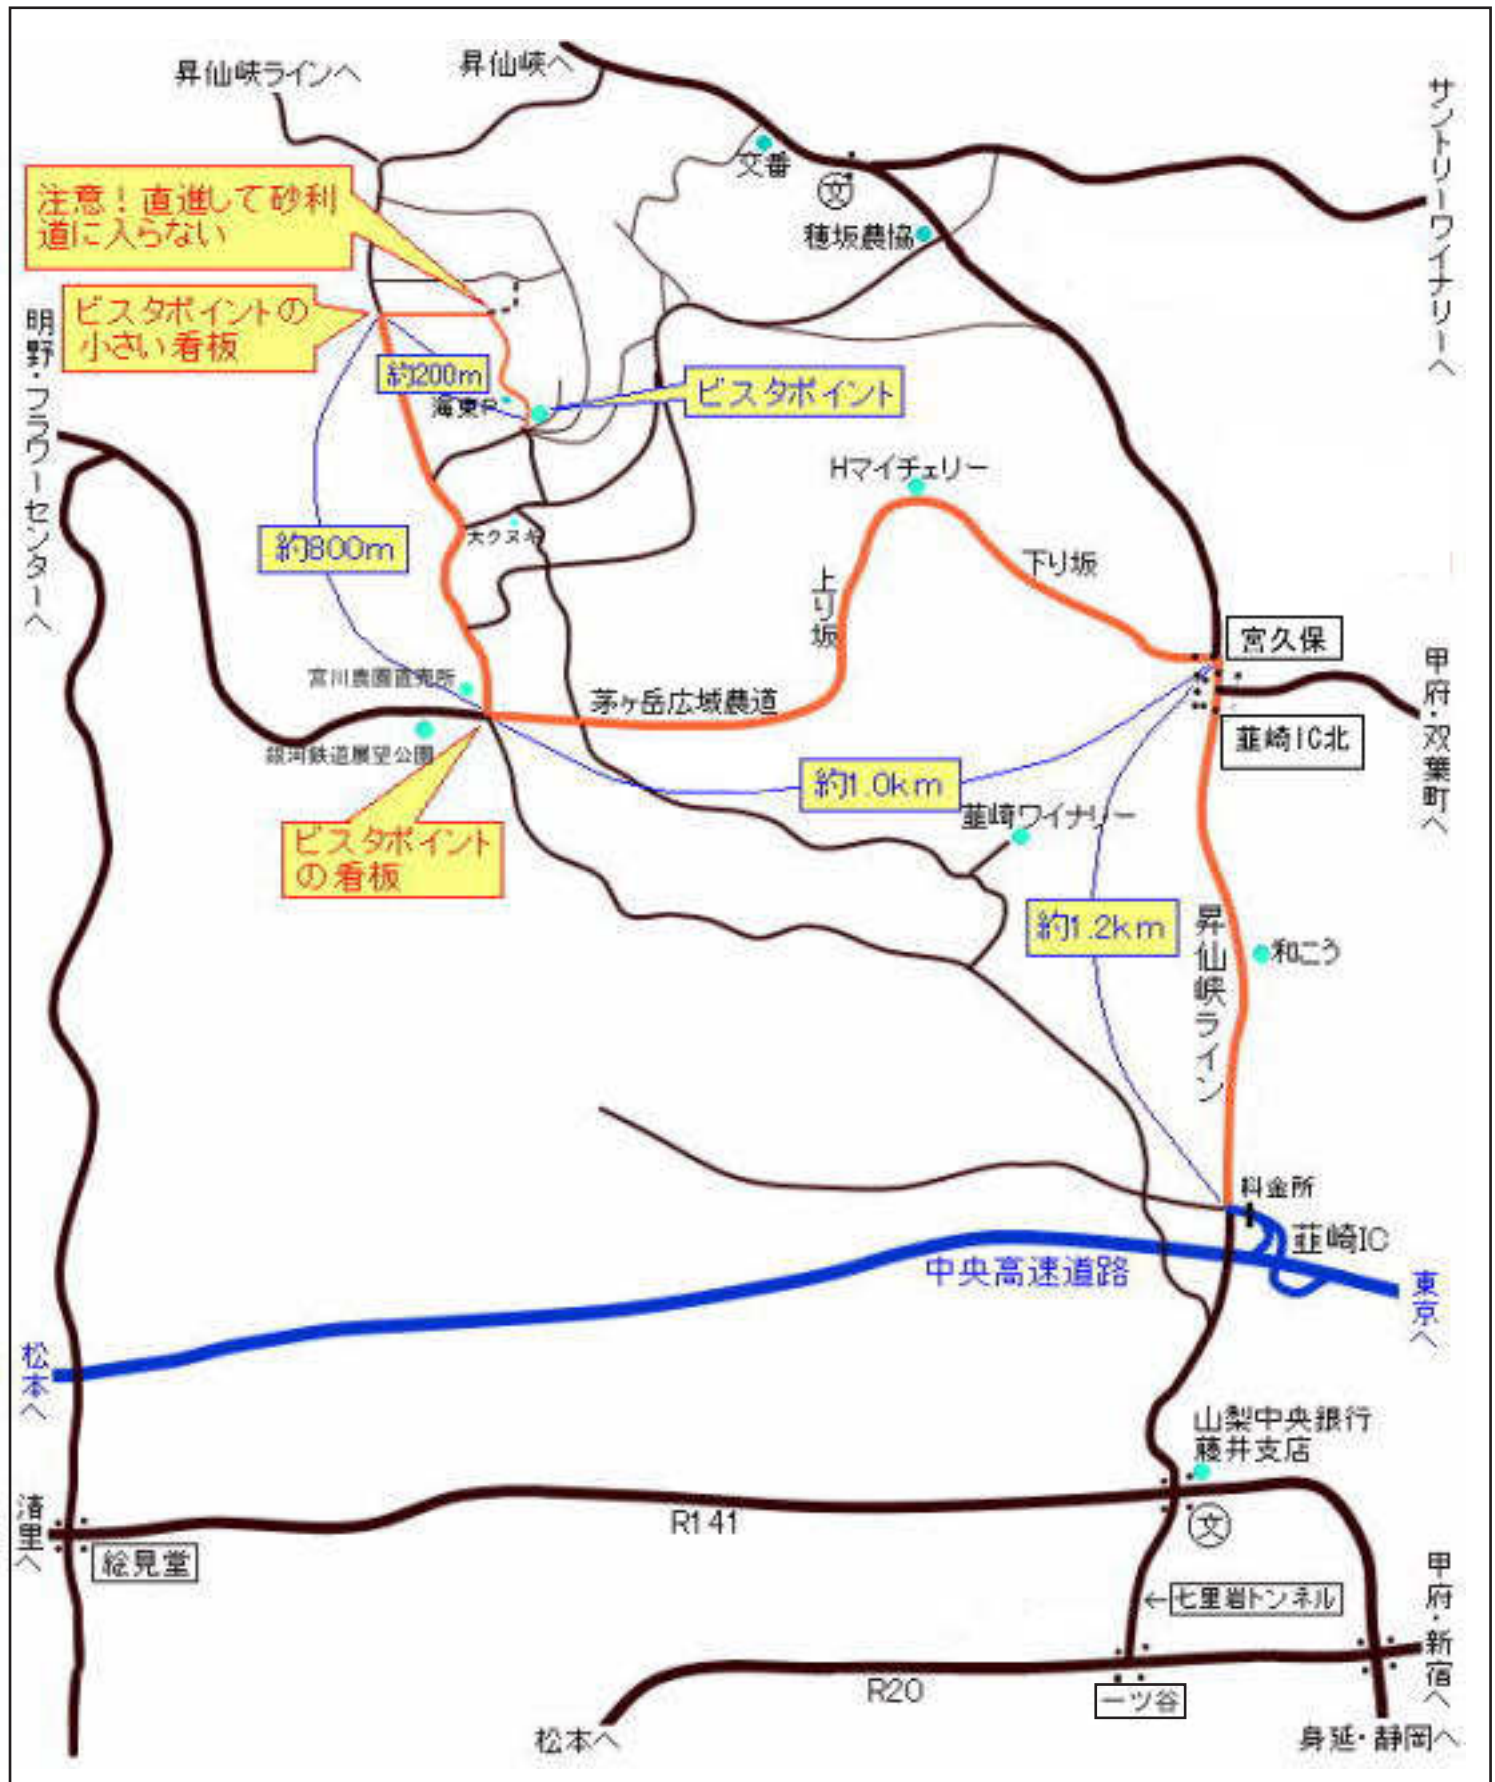 昇仙峡ラインへ
昇仙峡へ
サントリーワイナリーへ
交番
文
穂坂農協
注意！直進して砂利
道に入らない
ビスタポイントの
小さい看板
明野・フラワーセンターへ
約200m
ビスタポイント
Hマイチェリー
大クヌギ
約800m
下り坂
上り坂
宮久保
甲府・双葉町へ
宮川農園直売所
茅ヶ岳広域農道
韮崎IC北
銀河鉄道展望公園
約1.0km
韮崎ワイナリー
ビスタポイント
の看板
約1.2km
昇仙峡ライン
和こう
料金所
韮崎IC
中央高速道路
東京へ
松本へ
山梨中央銀行
藤井支店
清里へ
R141
文
絵見堂
←七里岩トンネル
甲府・新宿へ
R20
一ツ谷
松本へ
身延・静岡へ